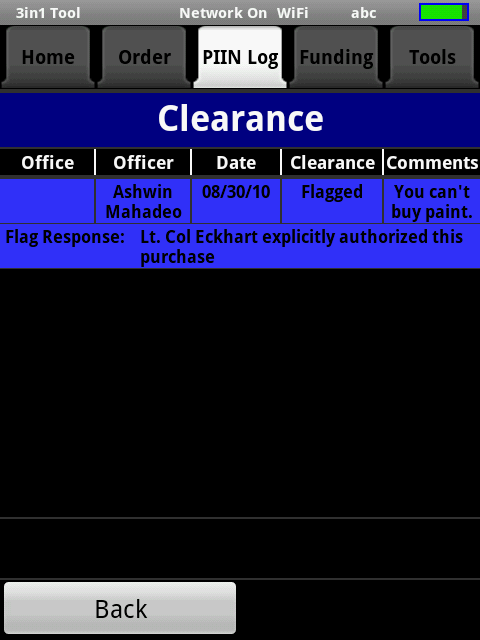 3in1 Tool Network On WiFi abc
Home Order PIIN Log Funding Tools
Clearance
Office Officer Date Clearance Comments
Ashwin Mahadeo 08/30/10 Flagged You can't buy paint.
Flag Response: Lt. Col Eckhart explicitly authorized this
purchase
Back